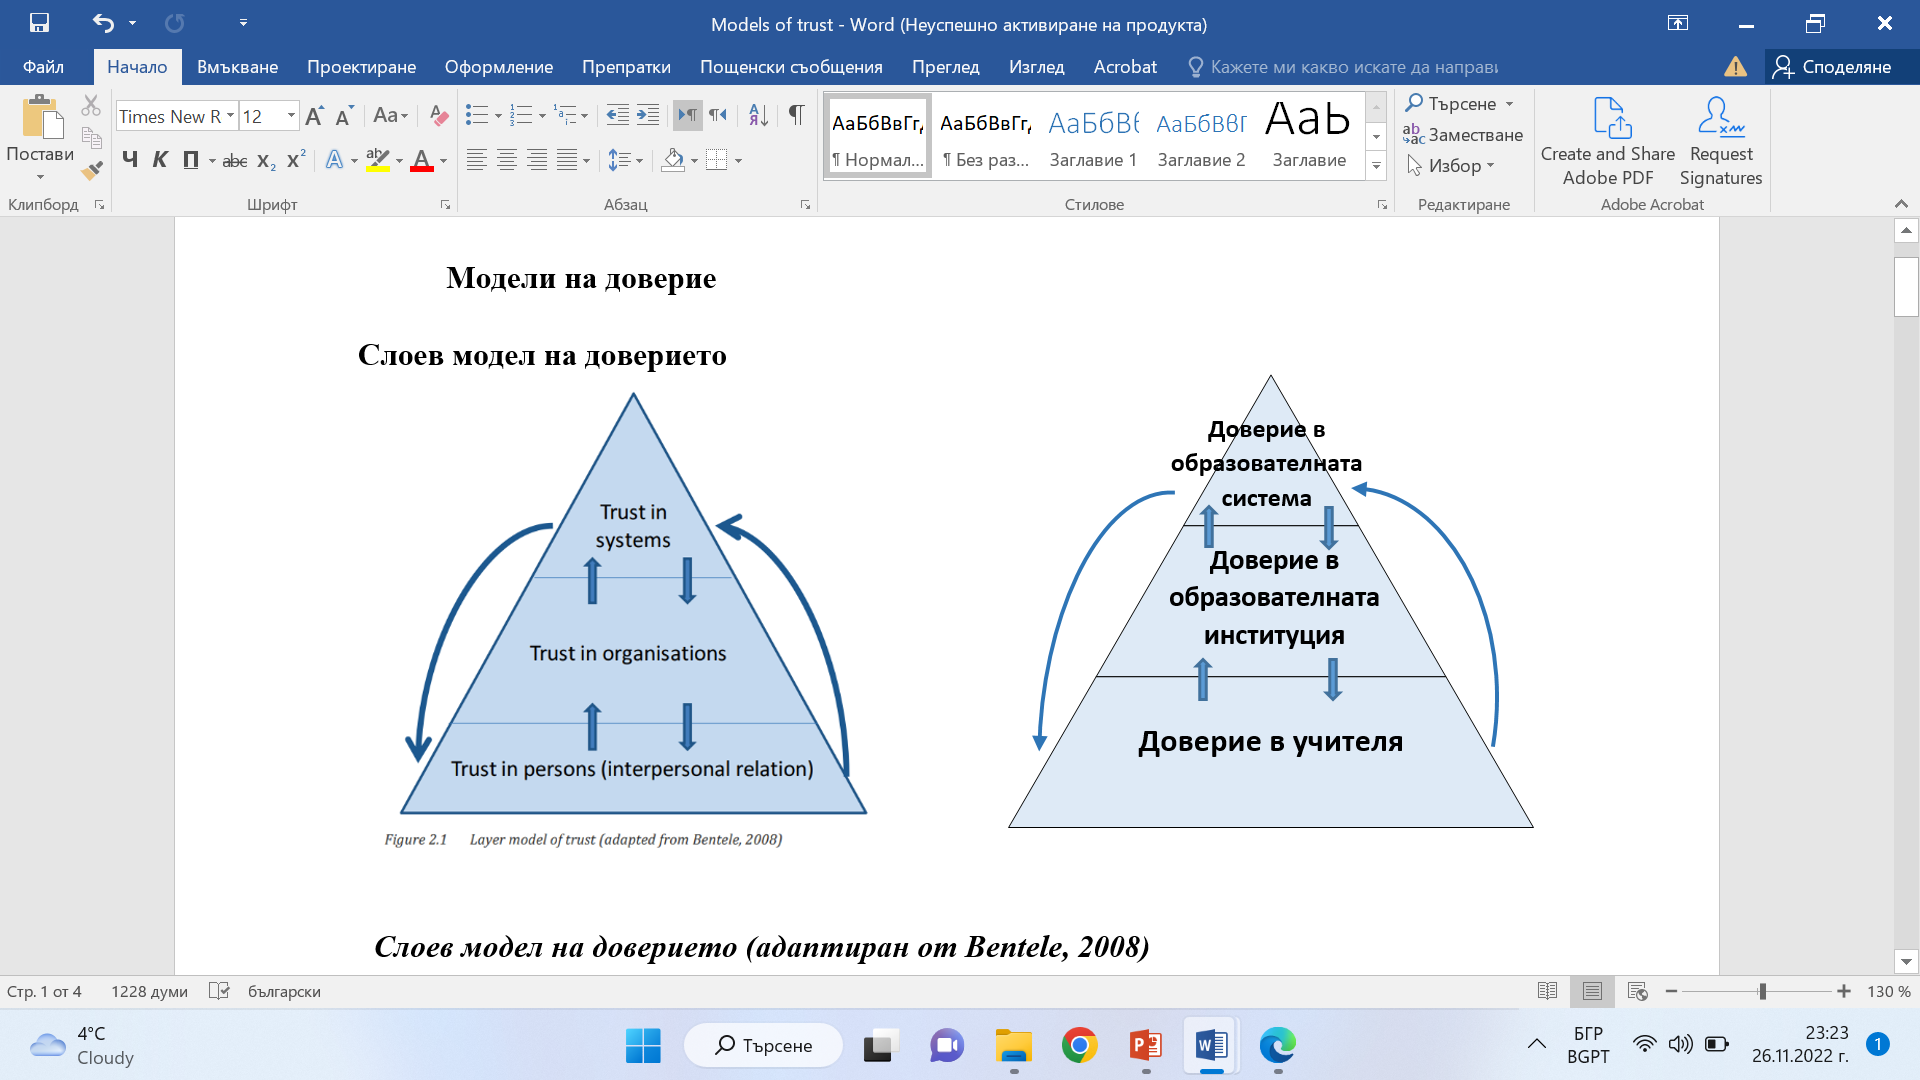 Models of trust - Word (Неуспешно активиране на продукта)
Файл
Начало
Вмъкване
Проектиране
Оформление
Препратки
Пощенски съобщения
Преглед
Изглед
Acrobat
Кажете ми какво искате да направи
Споделяне
Постави
Клипборд
Times New R
12
Aa
Ч К П abc x₂ x²
A
ab
A
Шрифт
Абзац
АаБбВвГг,
¶ Нормал...
АаБбВвГг,
¶ Без раз...
АаБбВ
Заглавие 1
АаБбВвГ
Заглавие 2
АаБ
Заглавие
Стилове
Търсене
Заместване
Избор
Редактиране
Create and Share
Adobe PDF
Request
Signatures
Adobe Acrobat
Модели на доверие
Слоев модел на доверието
Trust in
systems
Trust in organisations
Trust in persons (interpersonal relation)
Figure 2.1 Layer model of trust (adapted from Bentele, 2008)
Доверие в
образователната
система
Доверие в
образователната
институция
Доверие в учителя
Слоев модел на доверието (адаптиран от Bentele, 2008)
Стр. 1 от 4
1228 думи
български
130 %
4°C
Cloudy
Търсене
БГР
BGPT
23:23
26.11.2022 г.
1